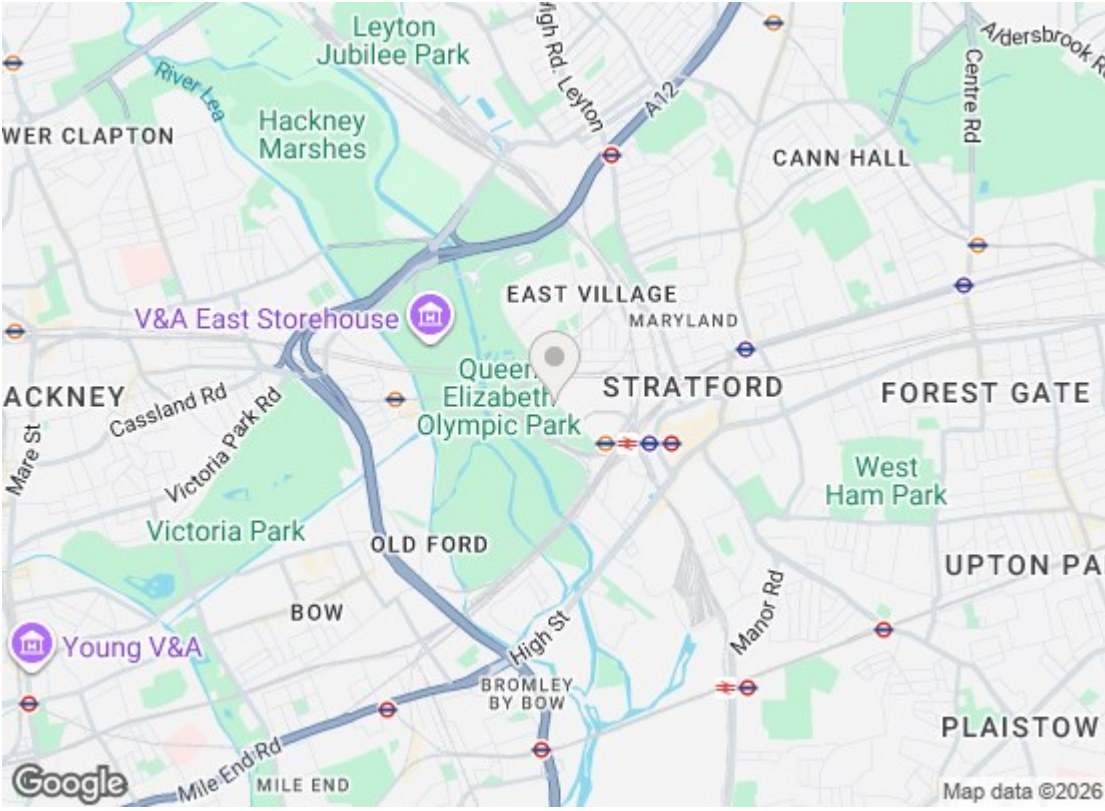 Leyton
Jubilee Park
High Rd. Leyton
A12
Aldersbrook
Centre Rd
River Lea
WER CLAPTON
Hackney
Marshes
CANN HALL
EAST VILLAGE
V&A East Storehouse
MARYLAND
Queen
Elizabeth
Olympic Park
STRATFORD
ACKNEY
Cassland Rd
FOREST GATE
Mare St
Victoria Park Rd
West
Ham Park
Victoria Park
OLD FORD
UPTON PA
BOW
High St
Manor Rd
Young V&A
BROMLEY
BY BOW
PLAISTOW
Mile End Rd
MILE END
Google
Map data ©2026